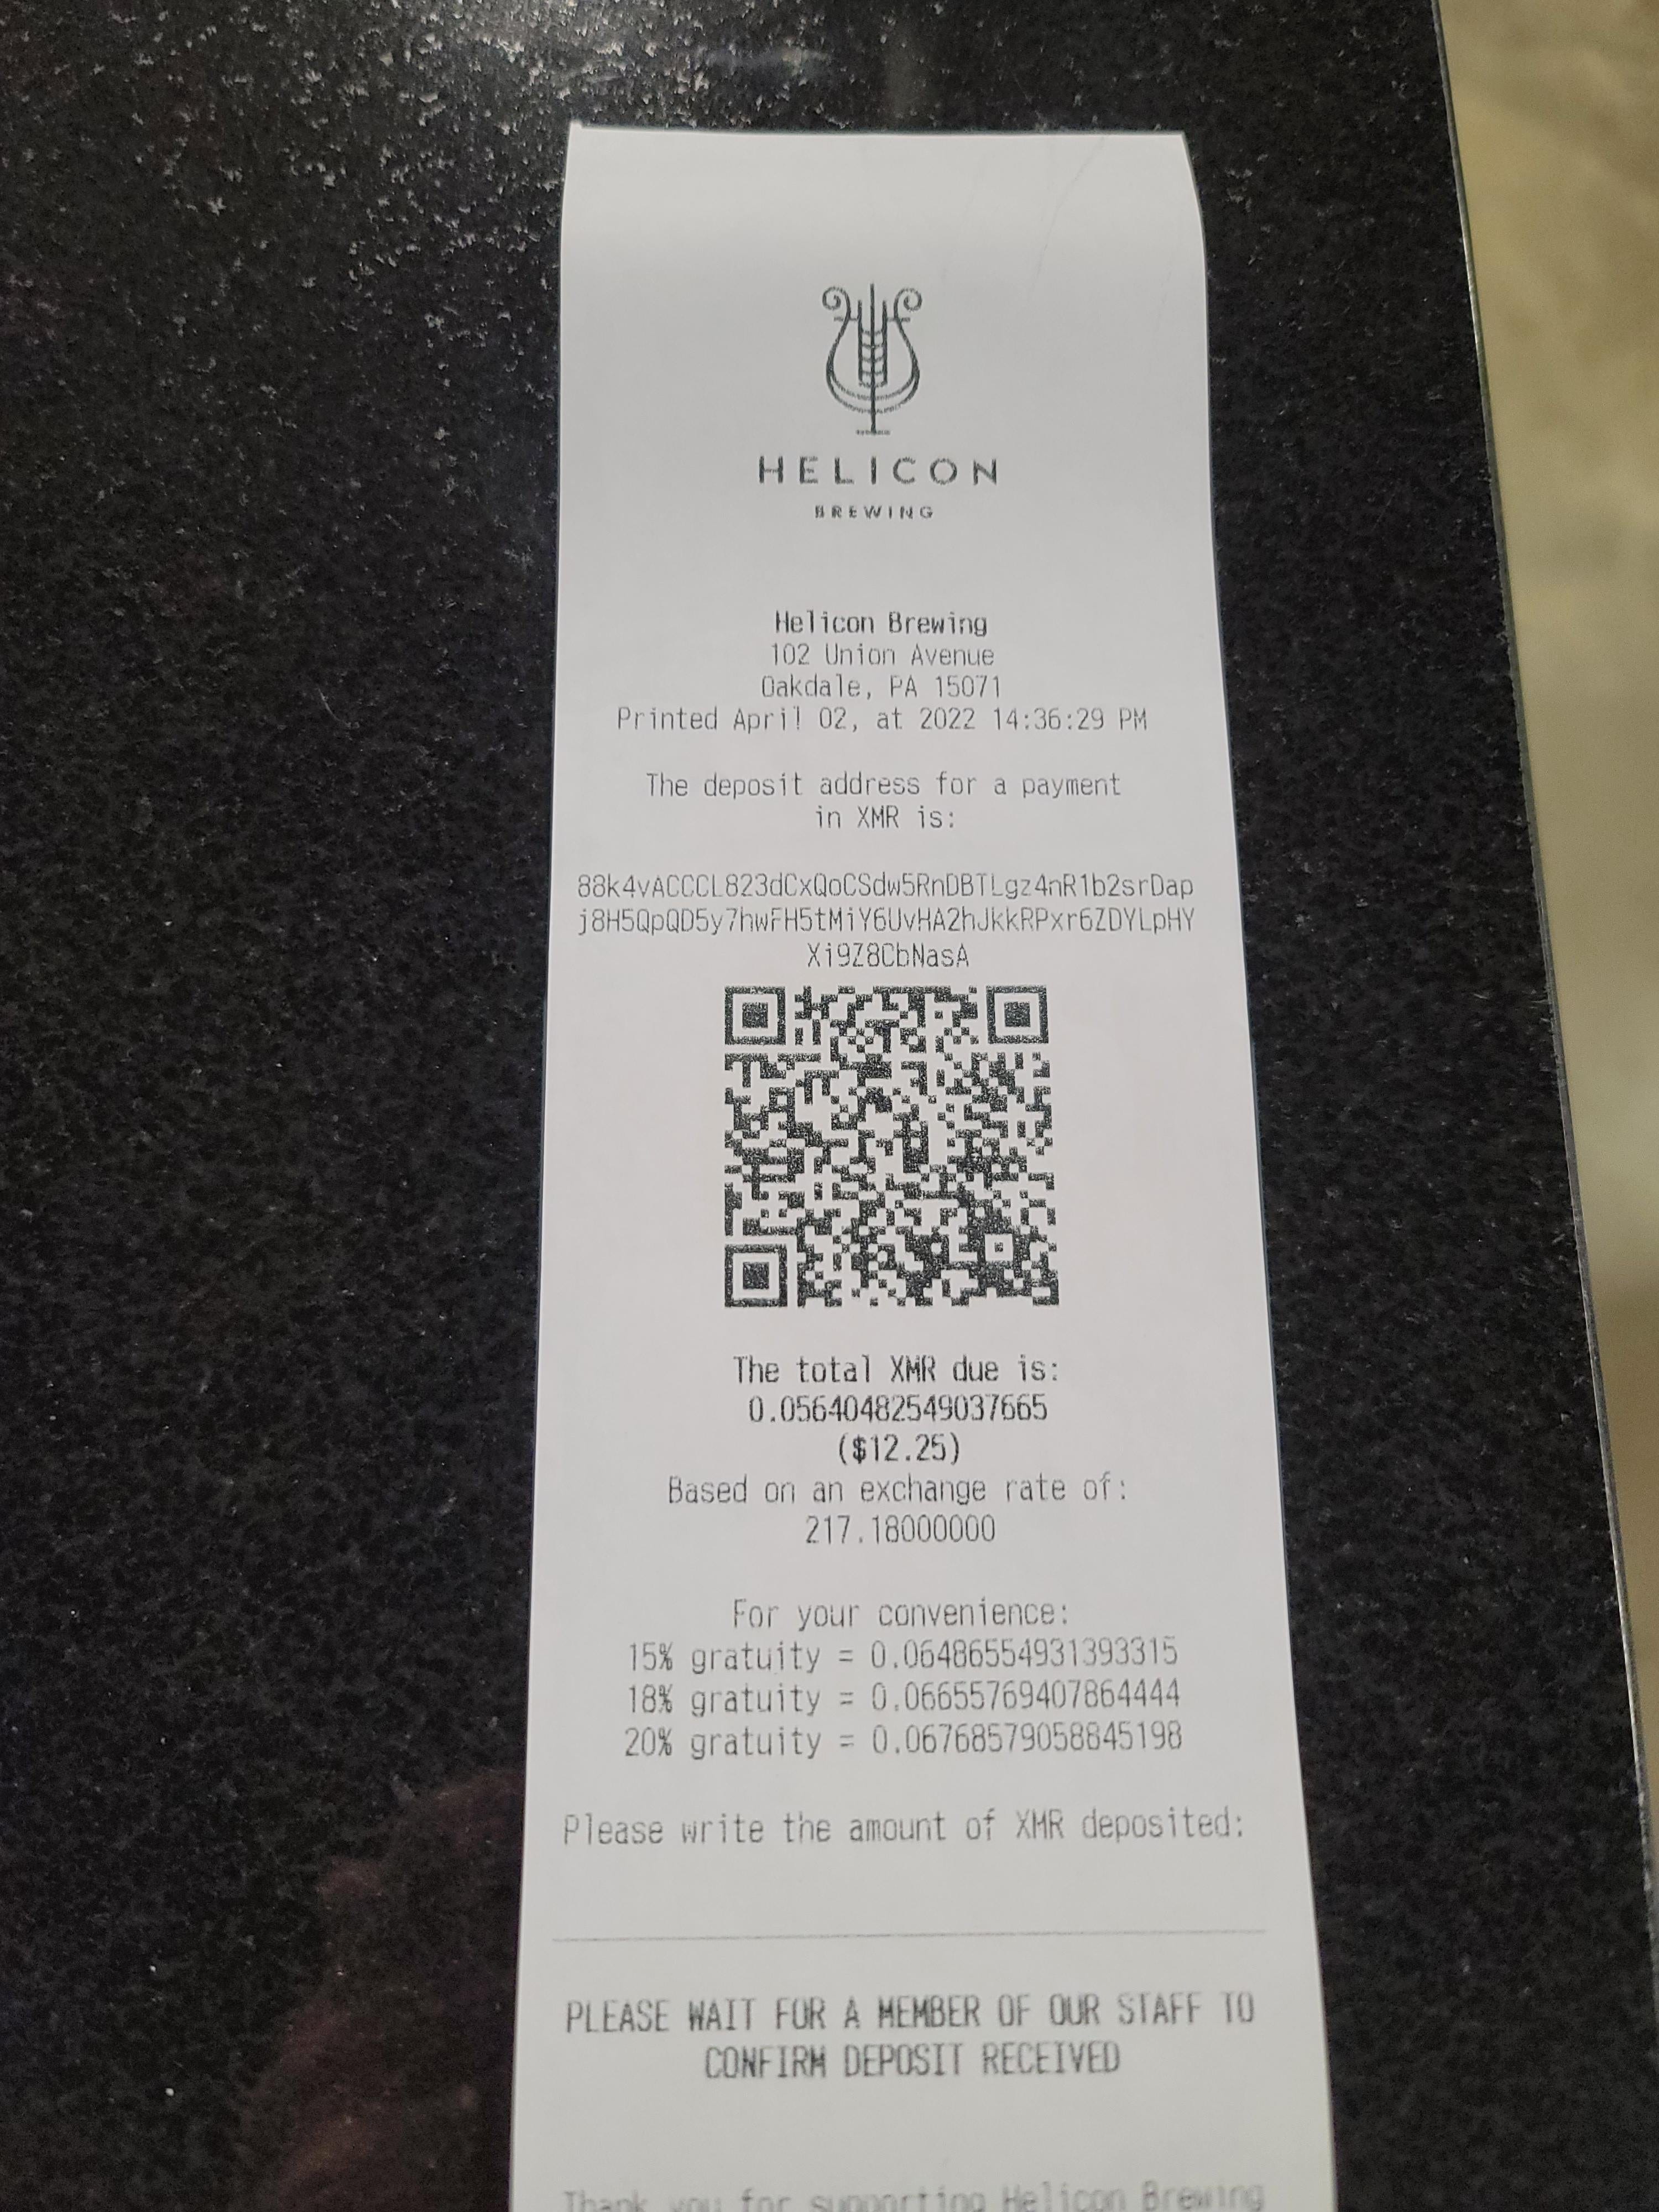 HELICON
BREWING
Helicon Brewing
102 Union Avenue
Oakdale, PA 15071
Printed April 02, at 2022 14:36:29 PM
The deposit address for a payment
in XMR is:
88k4vACCCL823dCxQoCSdw5RnDBTLgz4nR1b2srDap
j8H5QpQD5y7hwFH5tMiY6UvHA2hJkkRPxr6ZDYLpHY
Xi9Z8CbNasA
The total XMR due is:
0.05640482549037665
($12.25)
Based on an exchange rate of:
217.18000000
For your convenience:
15% gratuity = 0.06486554931393315
18% gratuity = 0.06655769407864444
20% gratuity = 0.06768579058845198
Please write the amount of XMR deposited:
PLEASE WAIT FOR A MEMBER OF OUR STAFF TO
CONFIRM DEPOSIT RECEIVED
Thank you for supporting Helicon Brewing